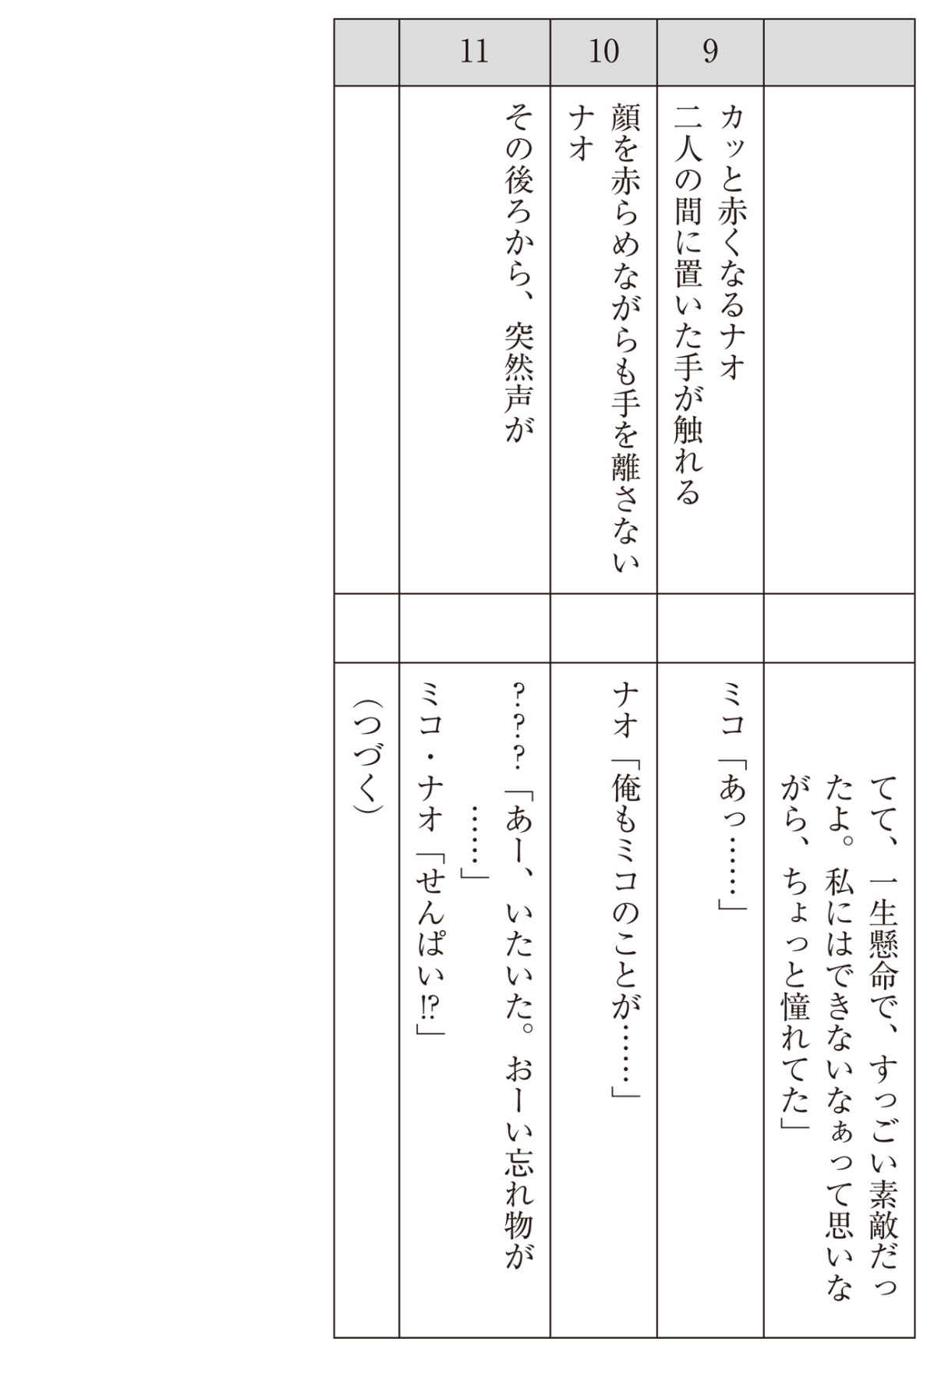 てて、一生懸命で、すっごい素敵だっ
たよ。私にはできないなぁって思いな
がら、ちょっと憧れてた」
9
カッと赤くなるナオ
二人の間に置いた手が触れる
ミコ「あっ……」
10
顔を赤らめながらも手を離さない
ナオ
ナオ「俺もミコのことが……」
11
その後ろから、突然声が
???「あー、いたいた。おーい忘れ物が
……」
ミコ・ナオ「せんぱい!?」
（つづく）